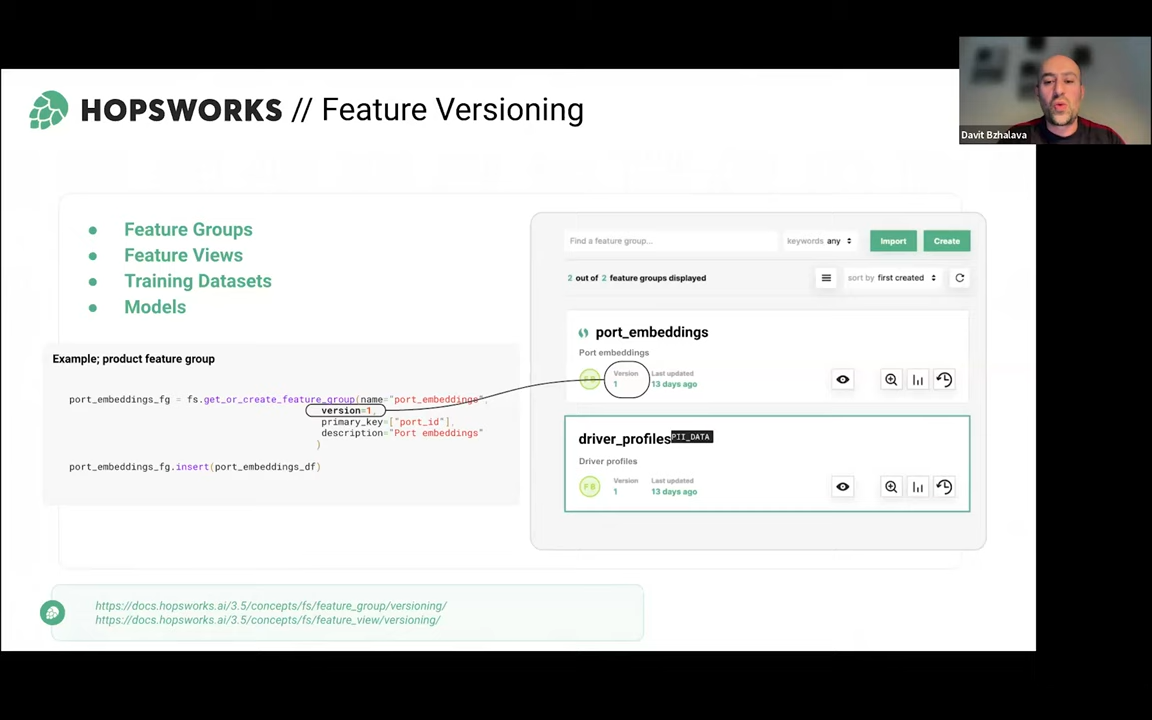 HOPSWORKS // Feature Versioning
Davit Bzhalava
● Feature Groups
● Feature Views
● Training Datasets
● Models
Example; product feature group
port_embeddings_fg = fs.get_or_create_feature_group(name="port_embeddings",
version=1,
primary_key=["port_id"],
description="Port embeddings"
)
port_embeddings_fg.insert(port_embeddings_df)
Find a feature group...
keywords any
Import
Create
2 out of 2 feature groups displayed
sort by first created
port_embeddings
Port embeddings
FB
Version
1
Last updated
13 days ago
driver_profiles
PII_DATA
Driver profiles
FB
Version
1
Last updated
13 days ago
https://docs.hopsworks.ai/3.5/concepts/fs/feature_group/versioning/
https://docs.hopsworks.ai/3.5/concepts/fs/feature_view/versioning/